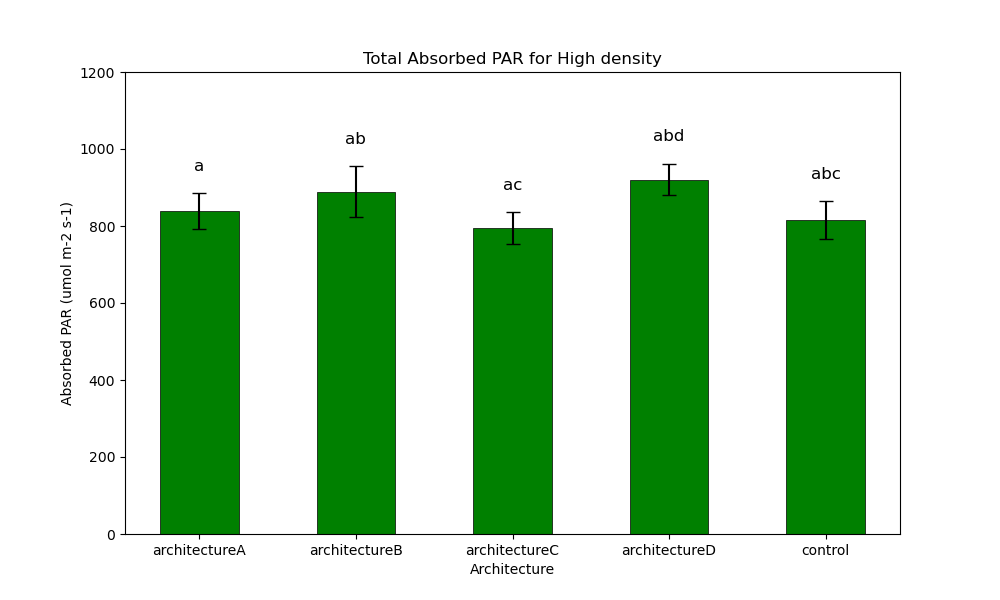 Total Absorbed PAR for High density
1200
1000
800
600
400
200
0
Absorbed PAR (umol m-2 s-1)
a
ab
ac
abd
abc
architectureA
architectureB
architectureC
architectureD
control
Architecture